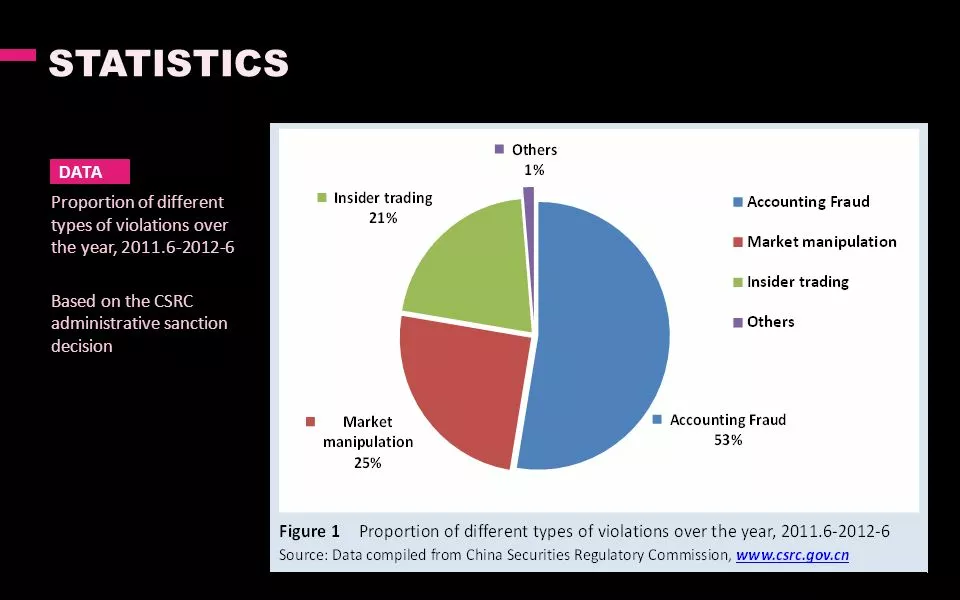 STATISTICS
DATA
Proportion of different
types of violations over
the year, 2011.6-2012-6
Based on the CSRC
administrative sanction
decision
Others
1%
Insider trading
21%
Market
manipulation
25%
Accounting Fraud
53%
Accounting Fraud
Market manipulation
Insider trading
Others
Figure 1 Proportion of different types of violations over the year, 2011.6-2012-6
Source: Data compiled from China Securities Regulatory Commission, www.csrc.gov.cn